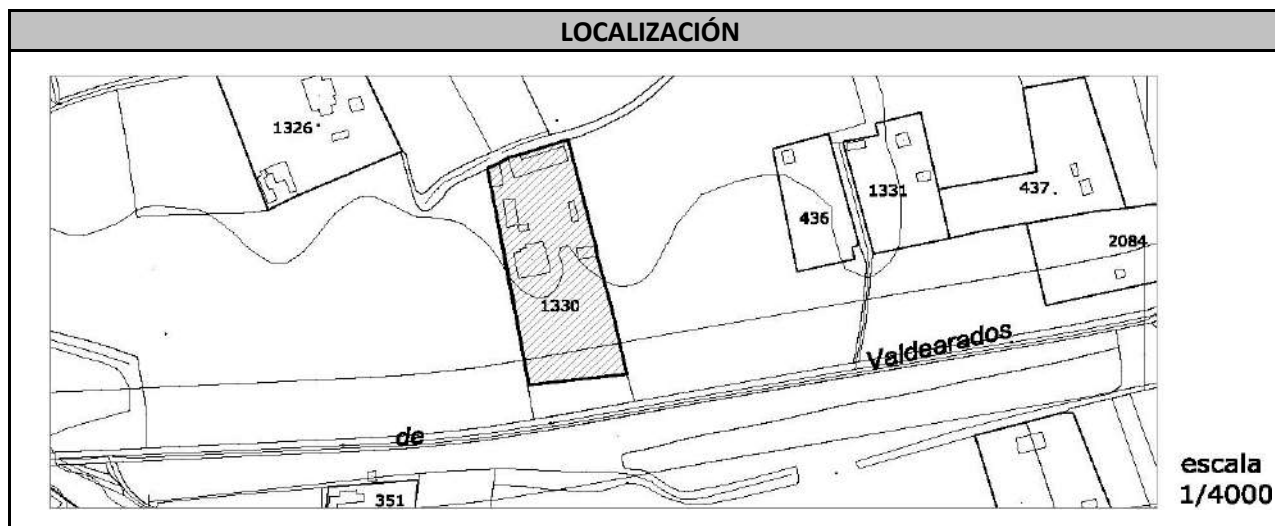 LOCALIZACIÓN
1326
1331
437
436
2084
1330
Valdearados
de
escala
1/4000
351